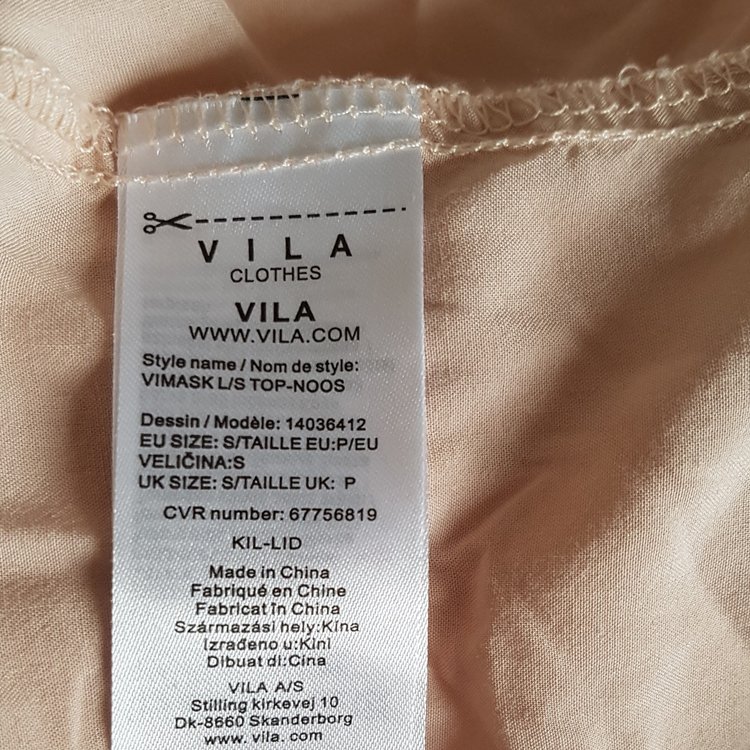 VILA
CLOTHES
VILA
WWW.VILA.COM
Style name / Nom de style:
VIMASK L/S TOP-NOOS
Dessin / Modèle: 14036412
EU SIZE: S/TAILLE EU:P/EU
VELIČINA:S
UK SIZE: S/TAILLE UK: P
CVR number: 67756819
KIL-LID
Made in China
Fabriqué en Chine
Fabricat în China
Származási hely:Kína
Izrađeno u:Kini
Dibuat di:Cina
VILA A/S
Stilling kirkevej 10
Dk-8660 Skanderborg
www. vila. com